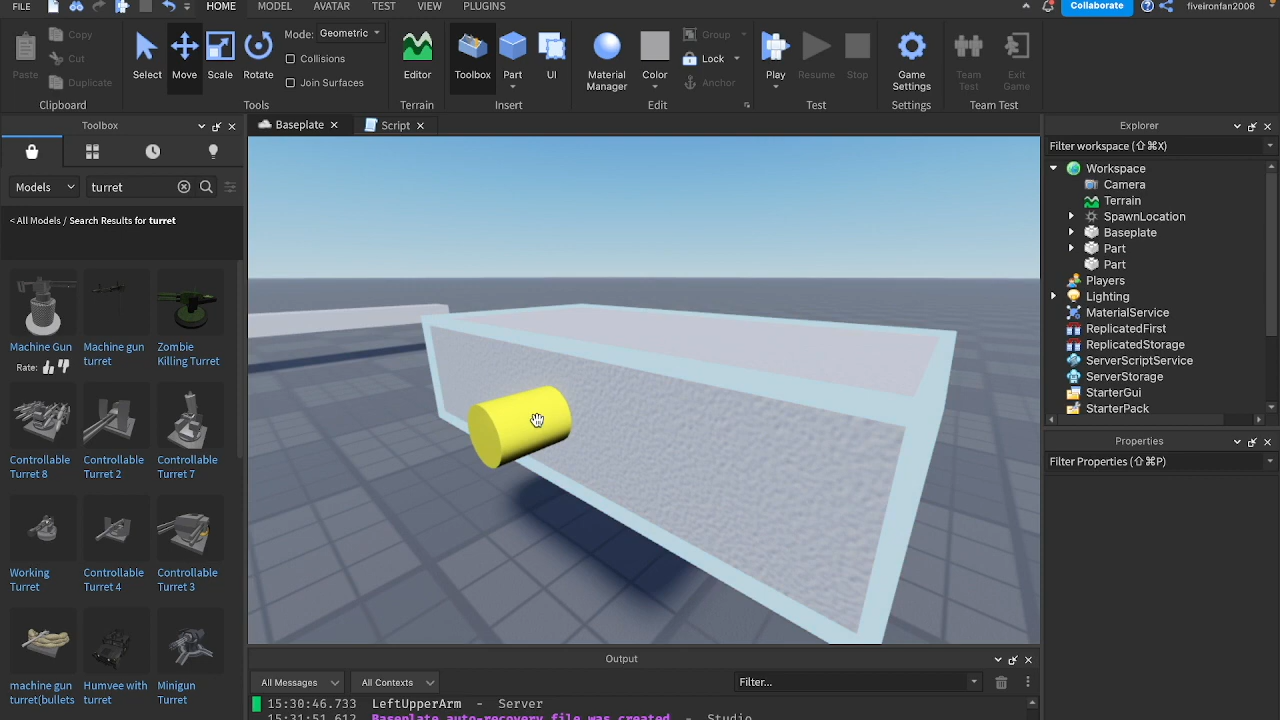 FILE HOME MODEL AVATAR TEST VIEW PLUGINS Collaborate fiveironfan2006
Paste Copy Cut Duplicate
Clipboard
Select Move Scale Rotate
Mode: Geometric
Collisions
Join Surfaces
Tools
Editor
Terrain
Toolbox Part UI
Insert
Material Manager Color
Group
Lock
Anchor
Edit
Play Resume Stop
Test
Game Settings
Settings
Team Test Exit Game
Team Test
Toolbox
Baseplate Script
Models turret
< All Models / Search Results for turret
Machine Gun
Rate:
Machine gun turret
Zombie Killing Turret
Controllable Turret 8
Controllable Turret 2
Controllable Turret 7
Working Turret
Controllable Turret 4
Controllable Turret 3
machine gun turret(bullets
Humvee with turret
Minigun Turret
Explorer
Filter workspace (⇧⌘X)
Workspace
Camera
Terrain
SpawnLocation
Baseplate
Part
Part
Players
Lighting
MaterialService
ReplicatedFirst
ReplicatedStorage
ServerScriptService
ServerStorage
StarterGui
StarterPack
Properties
Filter Properties (⇧⌘P)
Output
All Messages All Contexts Filter...
15:30:46.733 LeftUpperArm - Server
15:31:51.612 Baseplate auto-recovery file was created - Studio